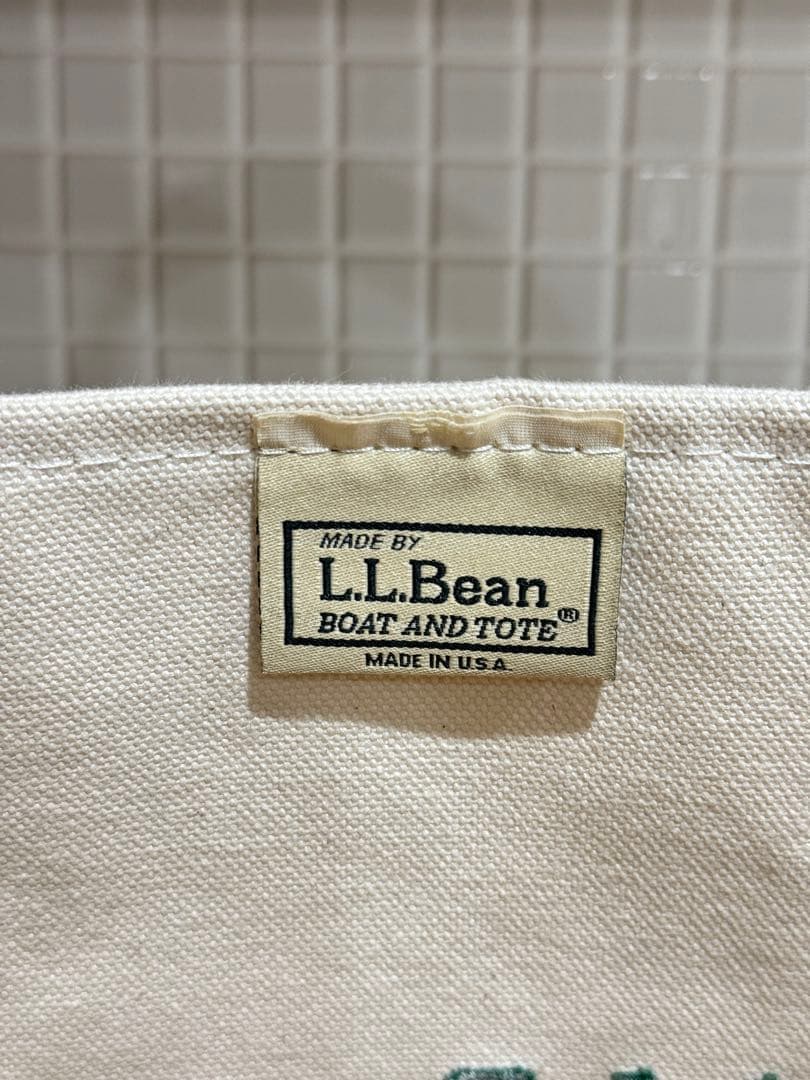 MADE BY
L.L.Bean
BOAT AND TOTE®
MADE IN U.S.A